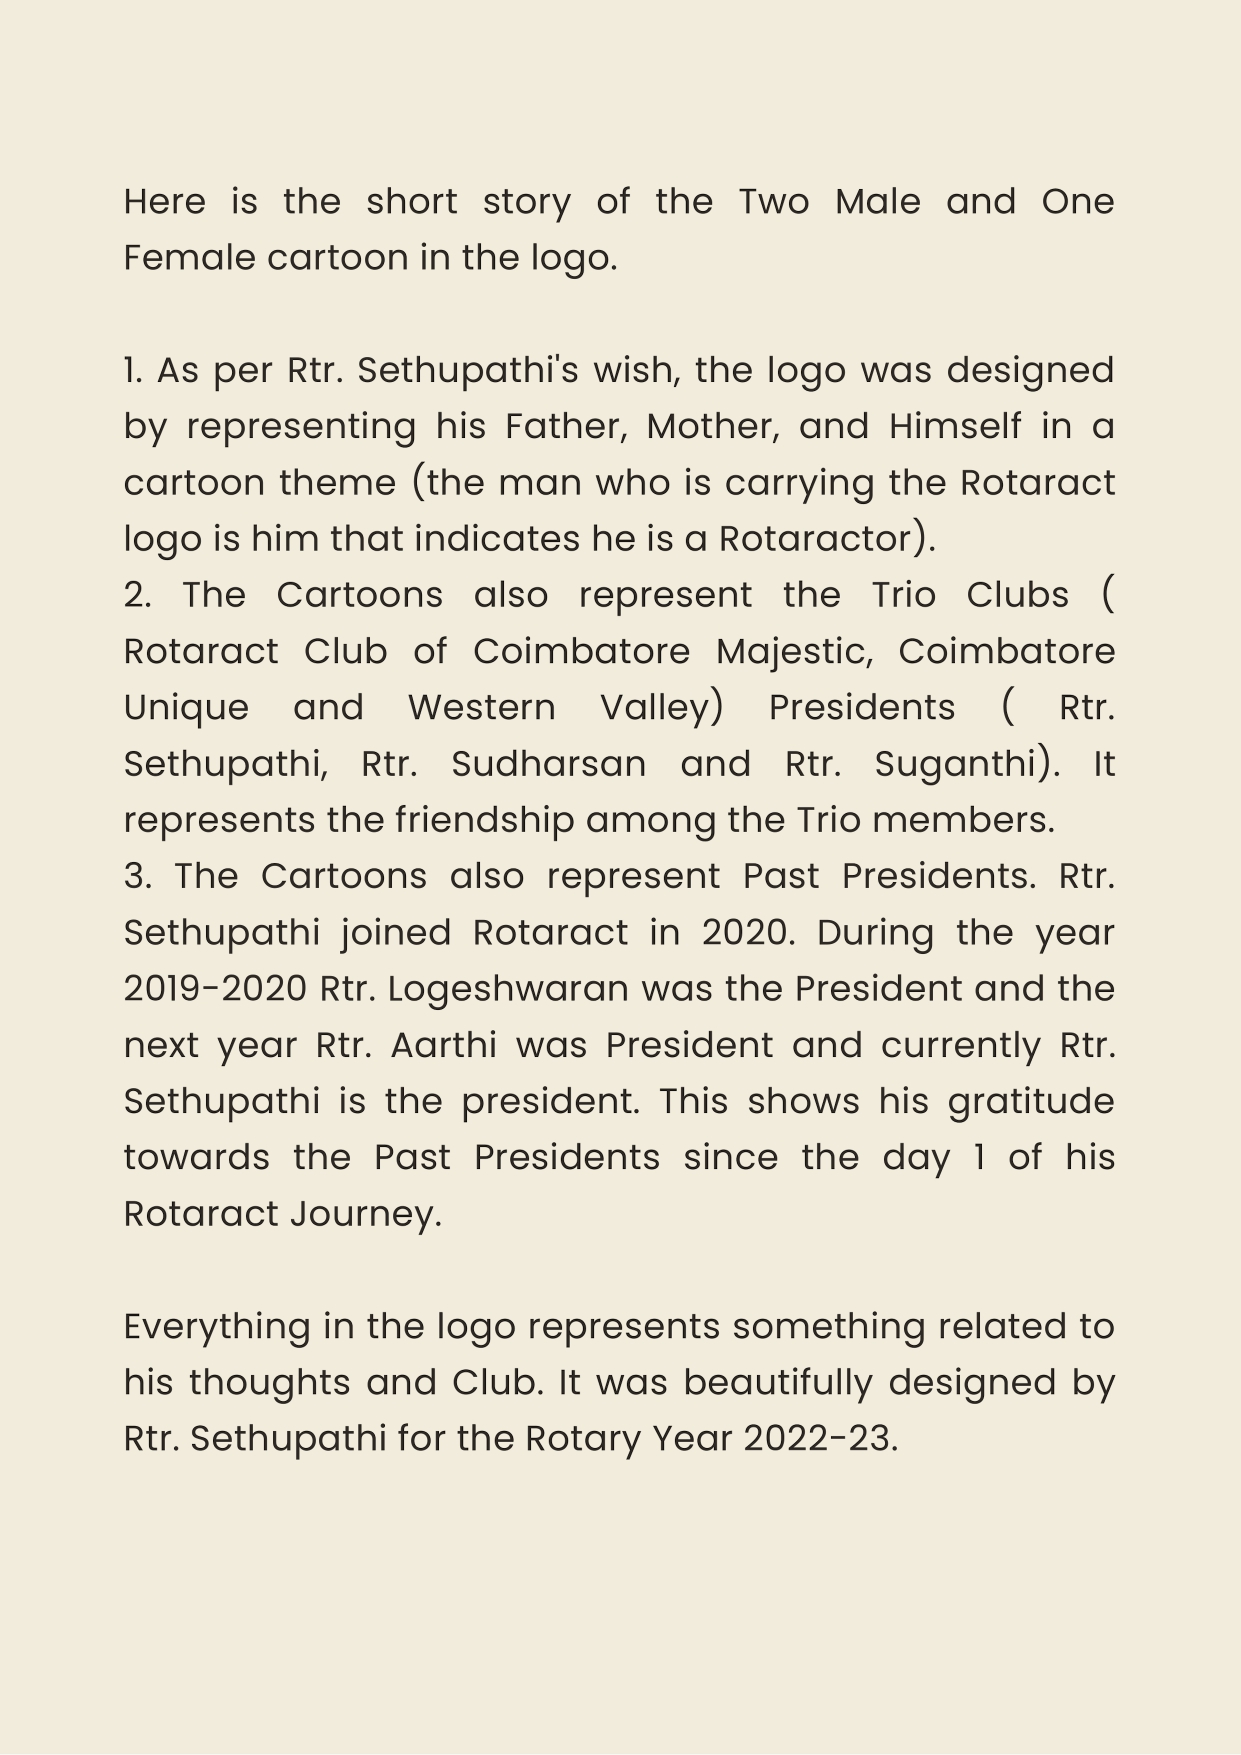 Here is the short story of the Two Male and One
Female cartoon in the logo.
1. As per Rtr. Sethupathi's wish, the logo was designed
by representing his Father, Mother, and Himself in a
cartoon theme (the man who is carrying the Rotaract
logo is him that indicates he is a Rotaractor).
2. The Cartoons also represent the Trio Clubs (
Rotaract Club of Coimbatore Majestic, Coimbatore
Unique and Western Valley) Presidents ( Rtr.
Sethupathi, Rtr. Sudharsan and Rtr. Suganthi). It
represents the friendship among the Trio members.
3. The Cartoons also represent Past Presidents. Rtr.
Sethupathi joined Rotaract in 2020. During the year
2019-2020 Rtr. Logeshwaran was the President and the
next year Rtr. Aarthi was President and currently Rtr.
Sethupathi is the president. This shows his gratitude
towards the Past Presidents since the day 1 of his
Rotaract Journey.
Everything in the logo represents something related to
his thoughts and Club. It was beautifully designed by
Rtr. Sethupathi for the Rotary Year 2022-23.